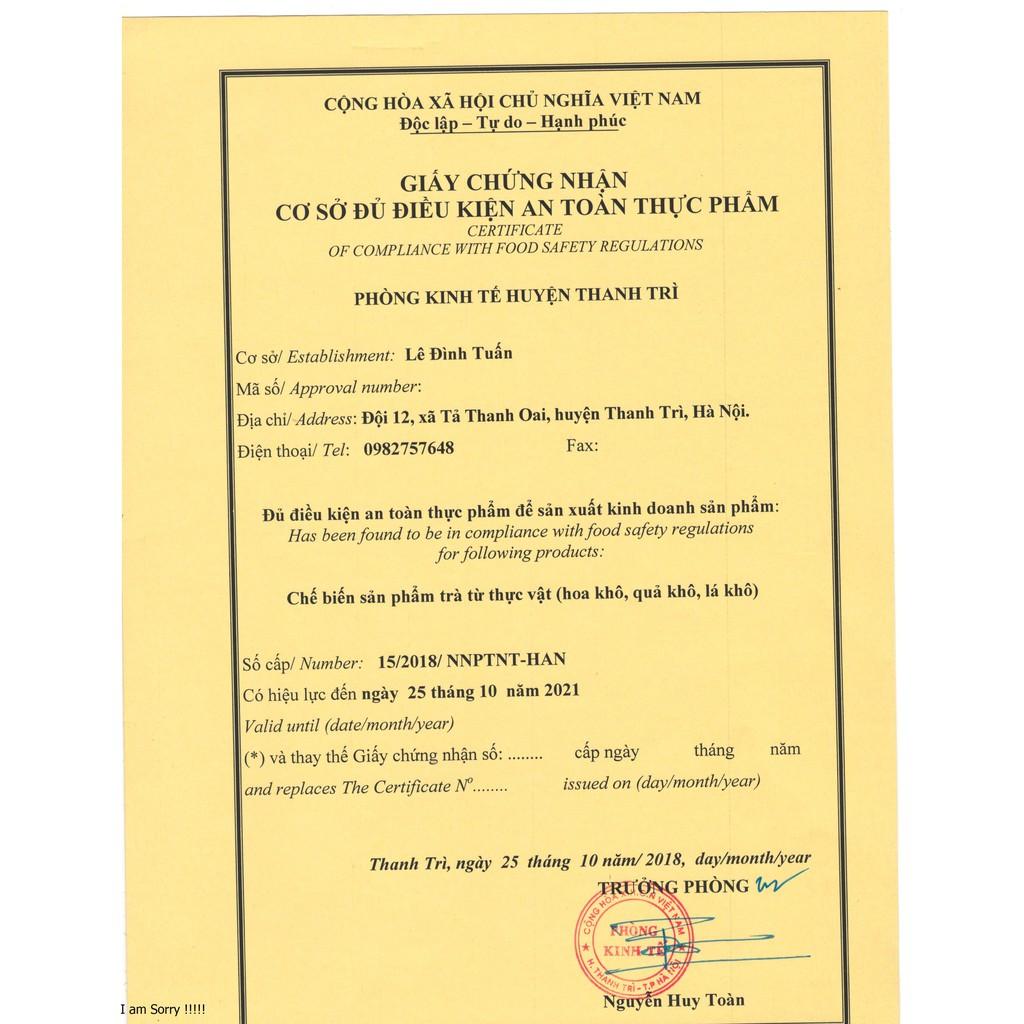 CỘNG HÒA XÃ HỘI CHỦ NGHĨA VIỆT NAM
Độc lập – Tự do – Hạnh phúc
GIẤY CHỨNG NHẬN
CƠ SỞ ĐỦ ĐIỀU KIỆN AN TOÀN THỰC PHẨM
CERTIFICATE
OF COMPLIANCE WITH FOOD SAFETY REGULATIONS
PHÒNG KINH TẾ HUYỆN THANH TRÌ
Cơ sở/ Establishment: Lê Đình Tuấn
Mã số/ Approval number:
Địa chỉ/ Address: Đội 12, xã Tả Thanh Oai, huyện Thanh Trì, Hà Nội.
Điện thoại/ Tel: 0982757648 Fax:
Đủ điều kiện an toàn thực phẩm để sản xuất kinh doanh sản phẩm:
Has been found to be in compliance with food safety regulations
for following products:
Chế biến sản phẩm trà từ thực vật (hoa khô, quả khô, lá khô)
Số cấp/ Number: 15/2018/ NNPTNT-HAN
Có hiệu lực đến ngày 25 tháng 10 năm 2021
Valid until (date/month/year)
(*) và thay thế Giấy chứng nhận số: ........ cấp ngày tháng năm
and replaces The Certificate Nº........ issued on (day/month/year)
Thanh Trì, ngày 25 tháng 10 năm/ 2018, day/month/year
TRƯỞNG PHÒNG
CỘNG HÒA X.H.C.N VIỆT NAM
PHÒNG
KINH TẾ
H. THANH TRÌ - T.P HÀ NỘI
Nguyễn Huy Toàn
I am Sorry !!!!!